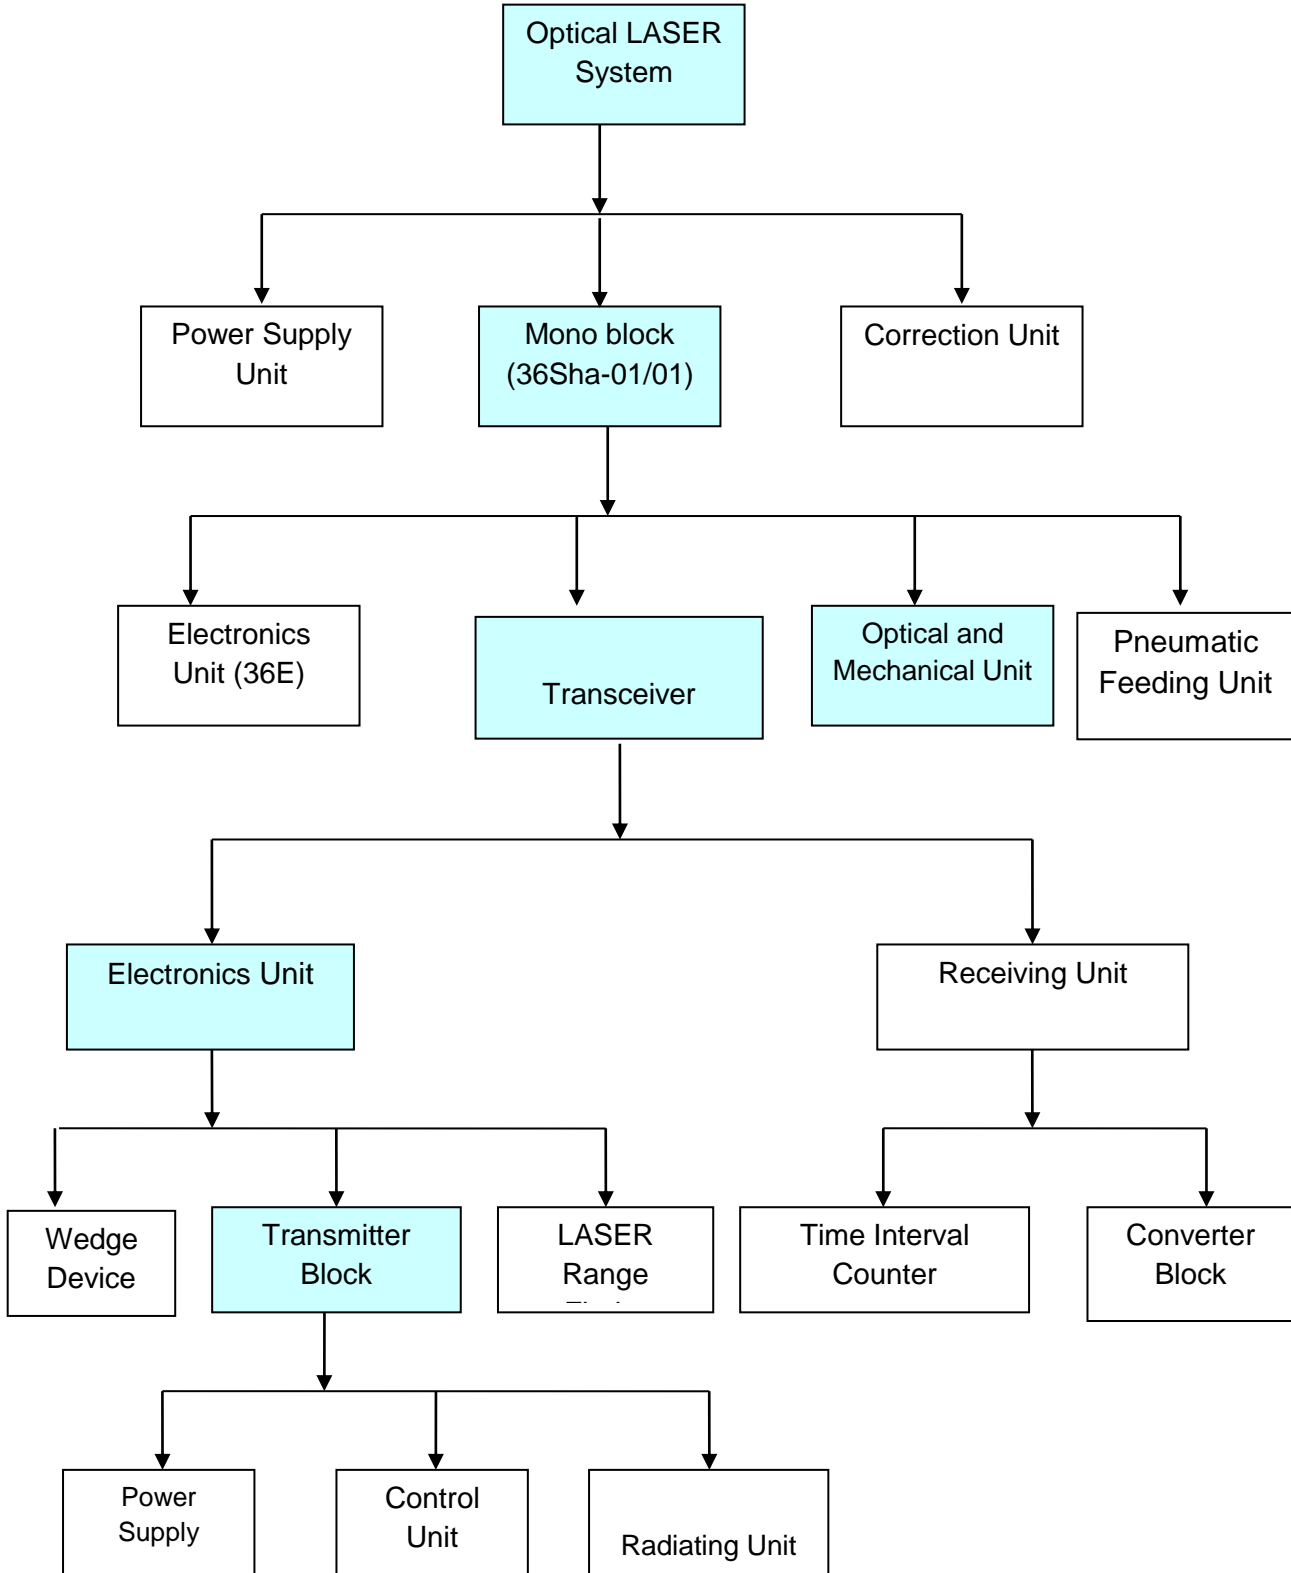 Optical LASER
System
Power Supply
Unit
Mono block
(36Sha-01/01)
Correction Unit
Electronics
Unit (36E)
Transceiver
Optical and
Mechanical Unit
Pneumatic
Feeding Unit
Electronics Unit
Receiving Unit
Wedge
Device
Transmitter
Block
LASER
Range
Time Interval
Counter
Converter
Block
Power
Supply
Control
Unit
Radiating Unit